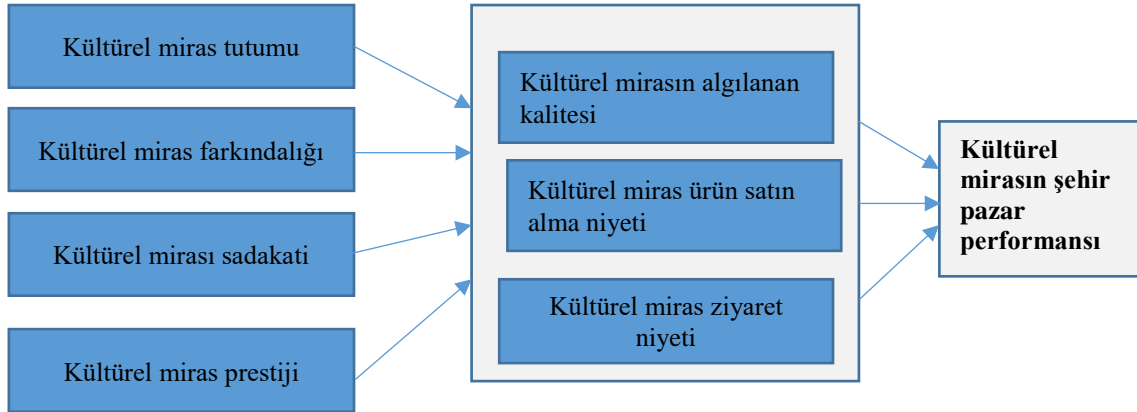 Kültürel miras tutumu
Kültürel miras farkındalığı
Kültürel mirası sadakati
Kültürel miras prestiji
Kültürel mirasın algılanan
kalitesi
Kültürel miras ürün satın
alma niyeti
Kültürel miras ziyaret
niyeti
Kültürel
mirasın şehir
pazar
performansı